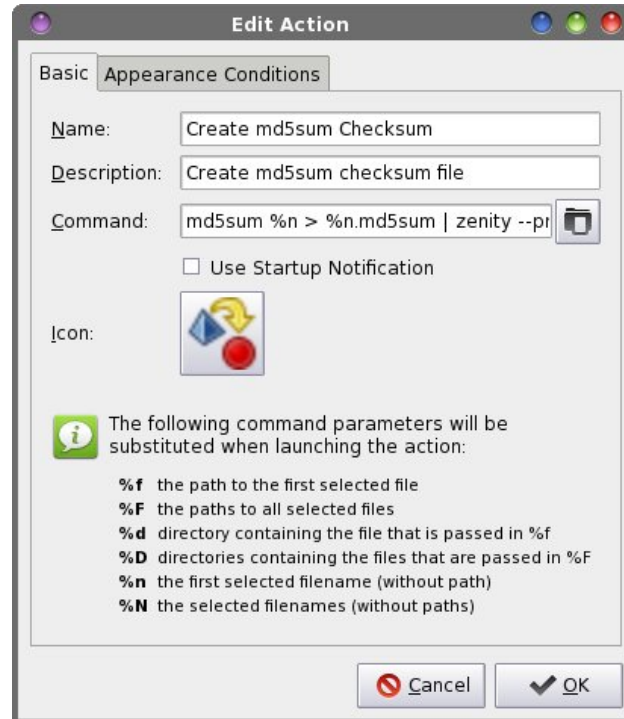 Edit Action
Basic
Appearance Conditions
Name:
Create md5sum Checksum
Description:
Create md5sum checksum file
Command:
md5sum %n > %n.md5sum | zenity --pr
Use Startup Notification
Icon:
The following command parameters will be
substituted when launching the action:
%f the path to the first selected file
%F the paths to all selected files
%d directory containing the file that is passed in %f
%D directories containing the files that are passed in %F
%n the first selected filename (without path)
%N the selected filenames (without paths)
Cancel
OK